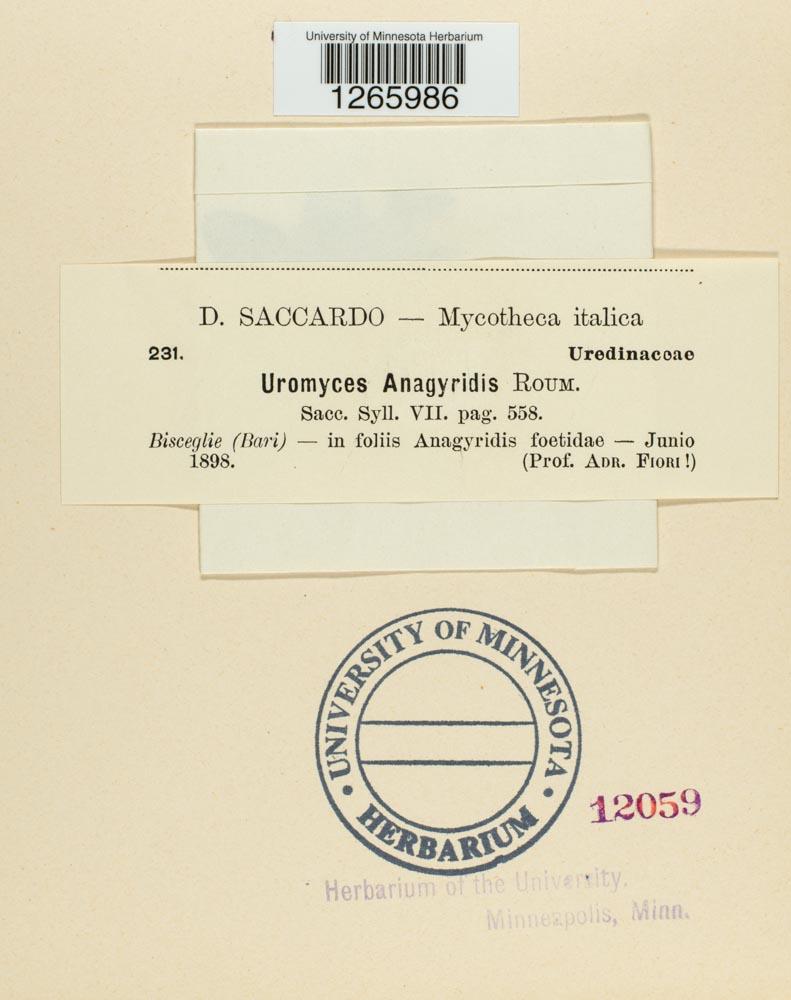 University of Minnesota Herbarium
1265986
D. SACCARDO — Mycotheca italica
231. Uredinaceae
Uromyces Anagyridis ROUM.
Sacc. Syll. VII. pag. 558.
Bisceglie (Bari) — in foliis Anagyridis foetidae — Junio
1898. (Prof. ADR. FIORI!)
UNIVERSITY OF MINNESOTA
HERBARIUM
12059
Herbarium of the University.
Minneapolis, Minn.